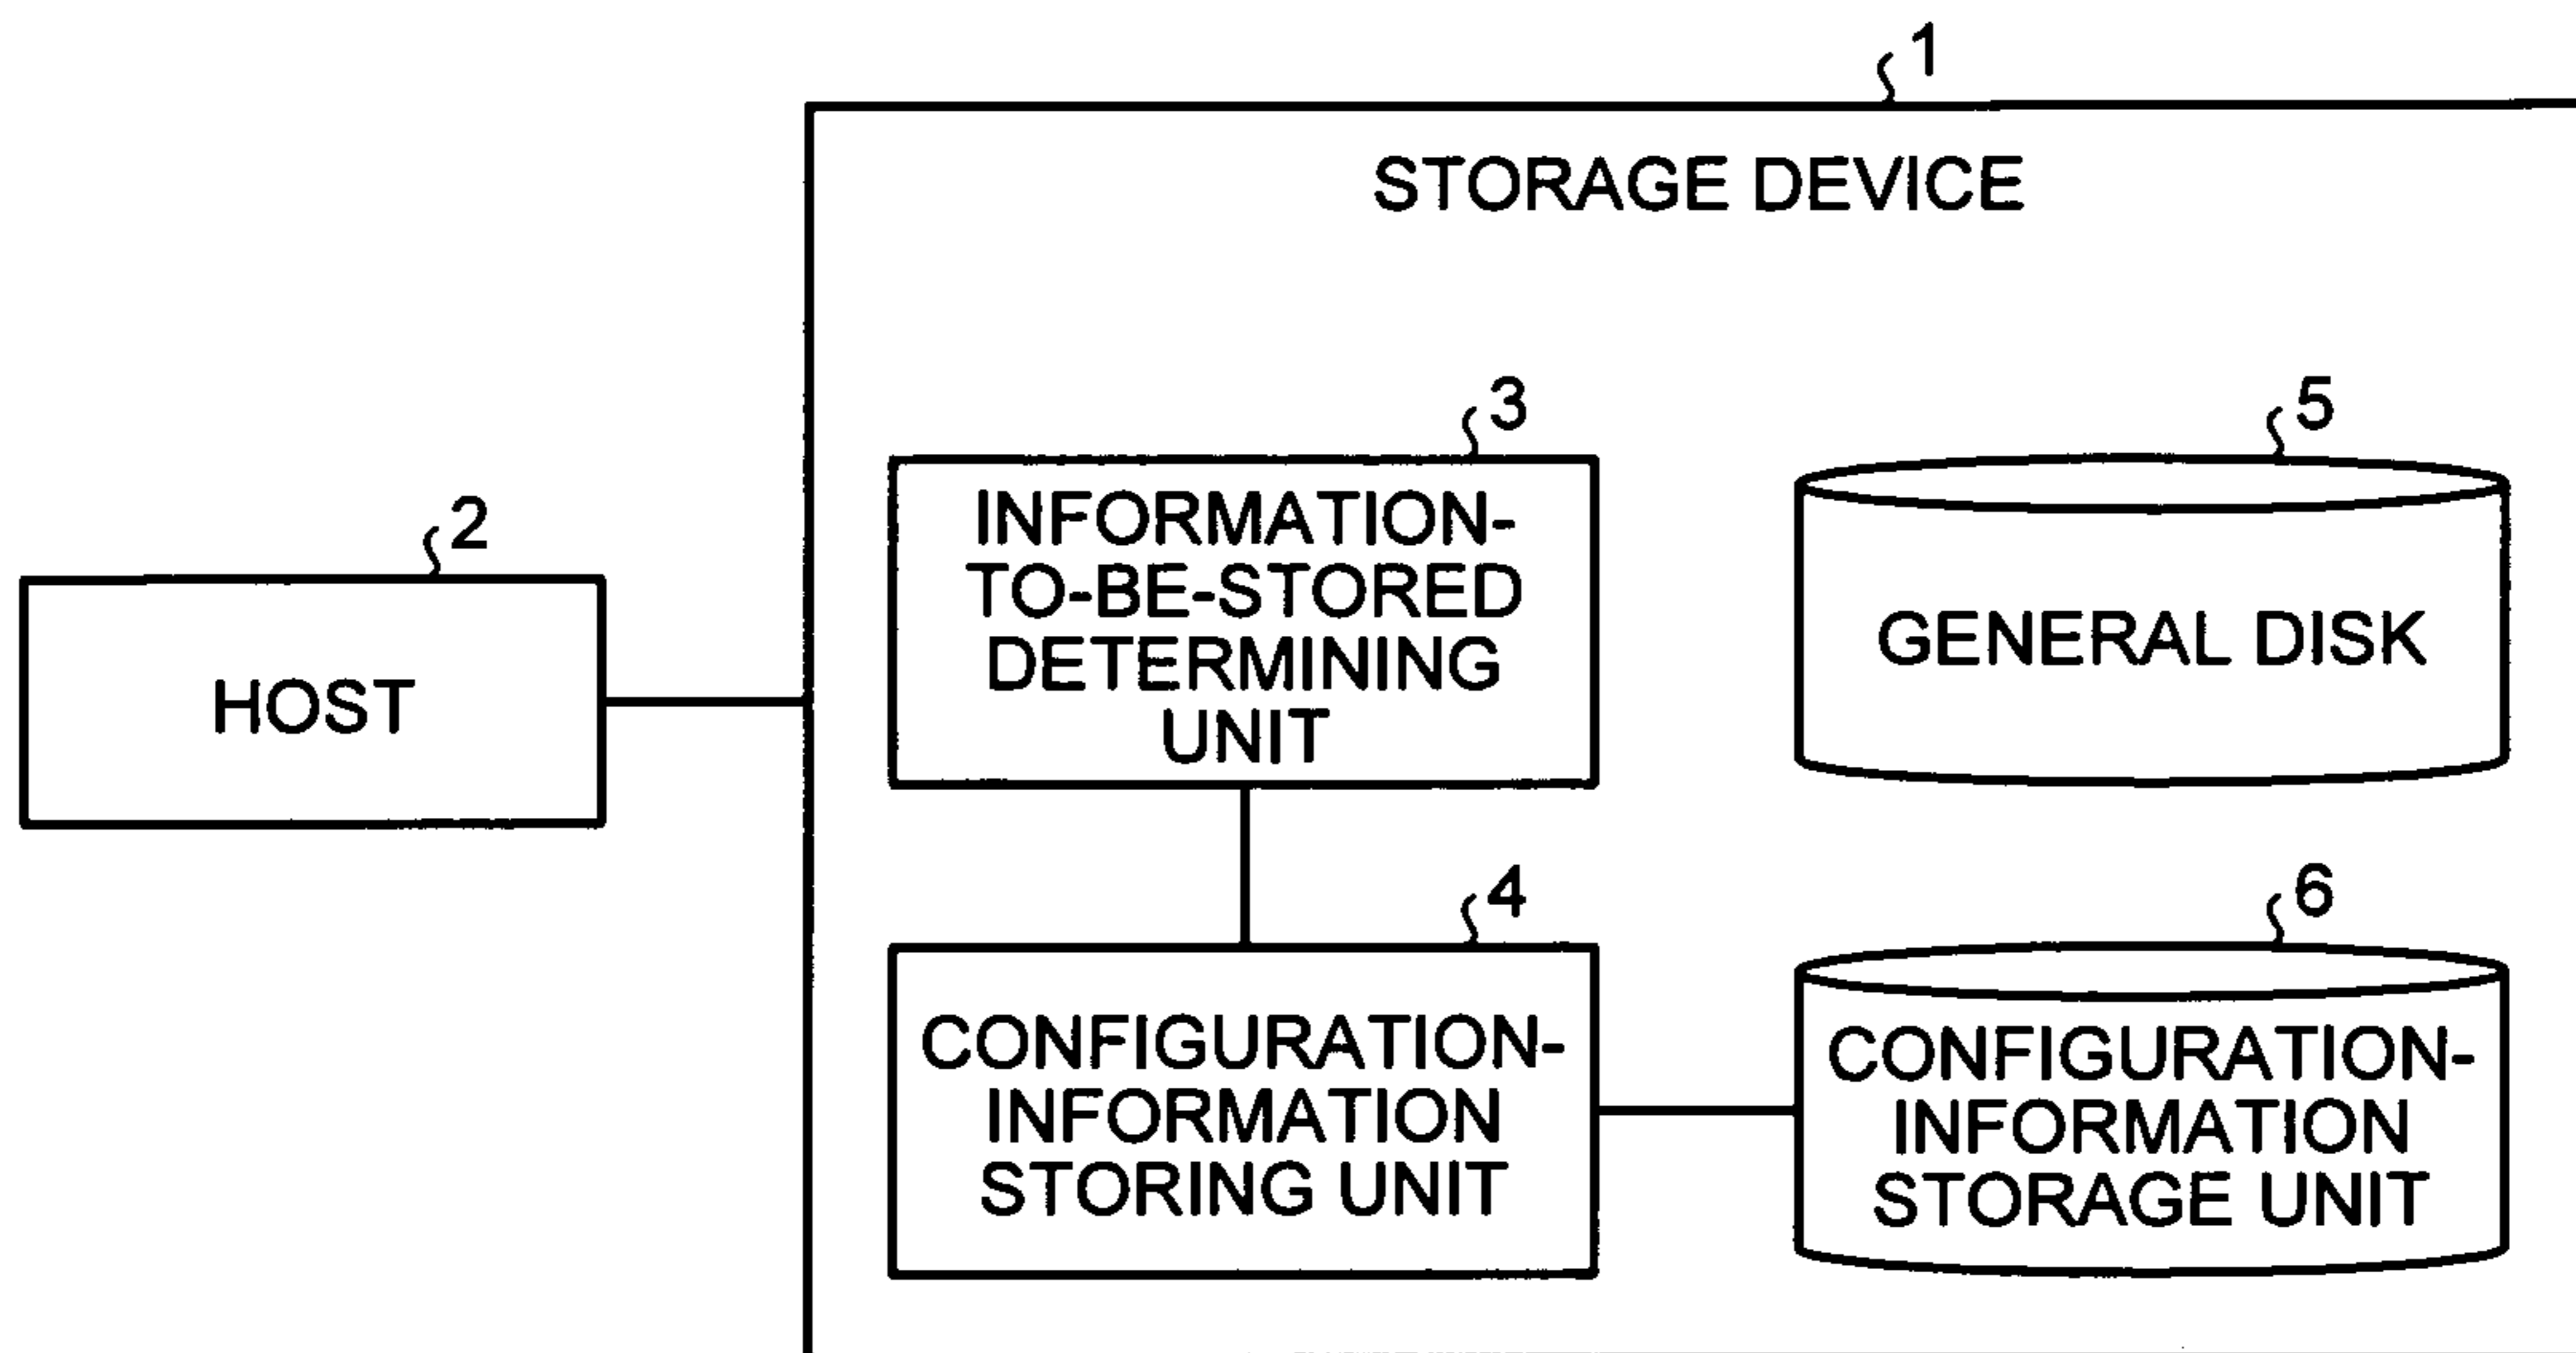 1
STORAGE DEVICE
2
HOST
3
INFORMATION-
TO-BE-STORED
DETERMINING
UNIT
5
GENERAL DISK
4
CONFIGURATION-
INFORMATION
STORING UNIT
6
CONFIGURATION-
INFORMATION
STORAGE UNIT